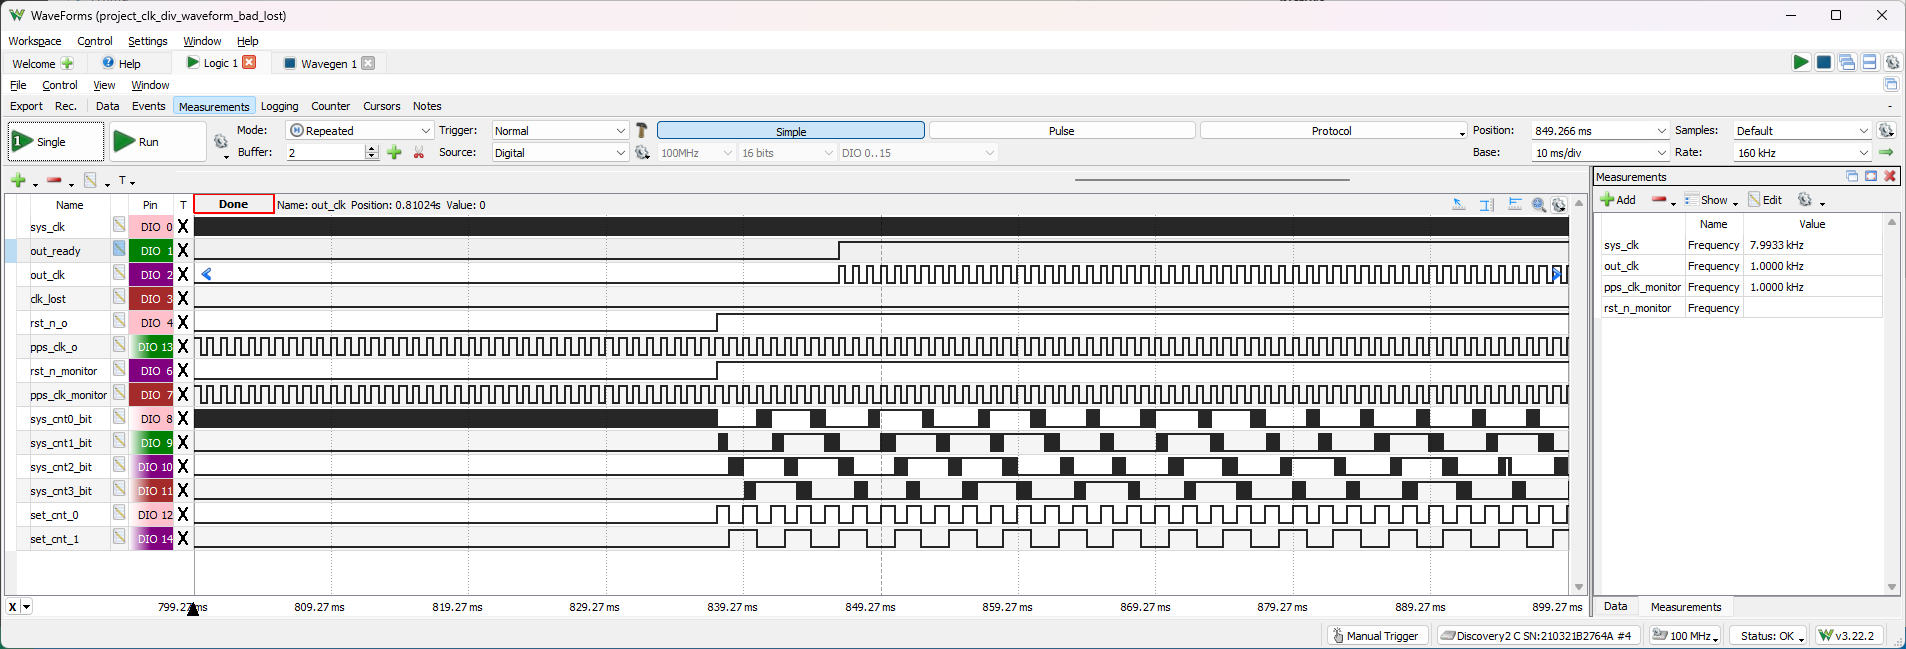 WaveForms (project_clk_div_waveform_bad_lost)
Workspace Control Settings Window Help
Welcome Help Logic 1 Wavegen 1
File Control View Window
Export Rec. Data Events Measurements Logging Counter Cursors Notes
1 Single Run Mode: Repeated Trigger: Normal Simple Pulse Protocol Position: 849.266 ms Samples: Default
Buffer: 2 Source: Digital 100MHz 16 bits DIO 0..15 Base: 10 ms/div Rate: 160 kHz
T
Name Pin T Done Name: out_clk Position: 0.81024s Value: 0
sys_clk DIO 0 X
out_ready DIO 1 X
out_clk DIO 2 X
clk_lost DIO 3 X
rst_n_o DIO 4 X
pps_clk_o DIO 13 X
rst_n_monitor DIO 6 X
pps_clk_monitor DIO 7 X
sys_cnt0_bit DIO 8 X
sys_cnt1_bit DIO 9 X
sys_cnt2_bit DIO 10 X
sys_cnt3_bit DIO 11 X
set_cnt_0 DIO 12 X
set_cnt_1 DIO 14 X
X 799.27 ms 809.27 ms 819.27 ms 829.27 ms 839.27 ms 849.27 ms 859.27 ms 869.27 ms 879.27 ms 889.27 ms 899.27 ms
Measurements
Add Show Edit
Name Value
sys_clk Frequency 7.9933 kHz
out_clk Frequency 1.0000 kHz
pps_clk_monitor Frequency 1.0000 kHz
rst_n_monitor Frequency
Data Measurements
Manual Trigger Discovery2 C SN:210321B2764A #4 100 MHz Status: OK v3.22.2